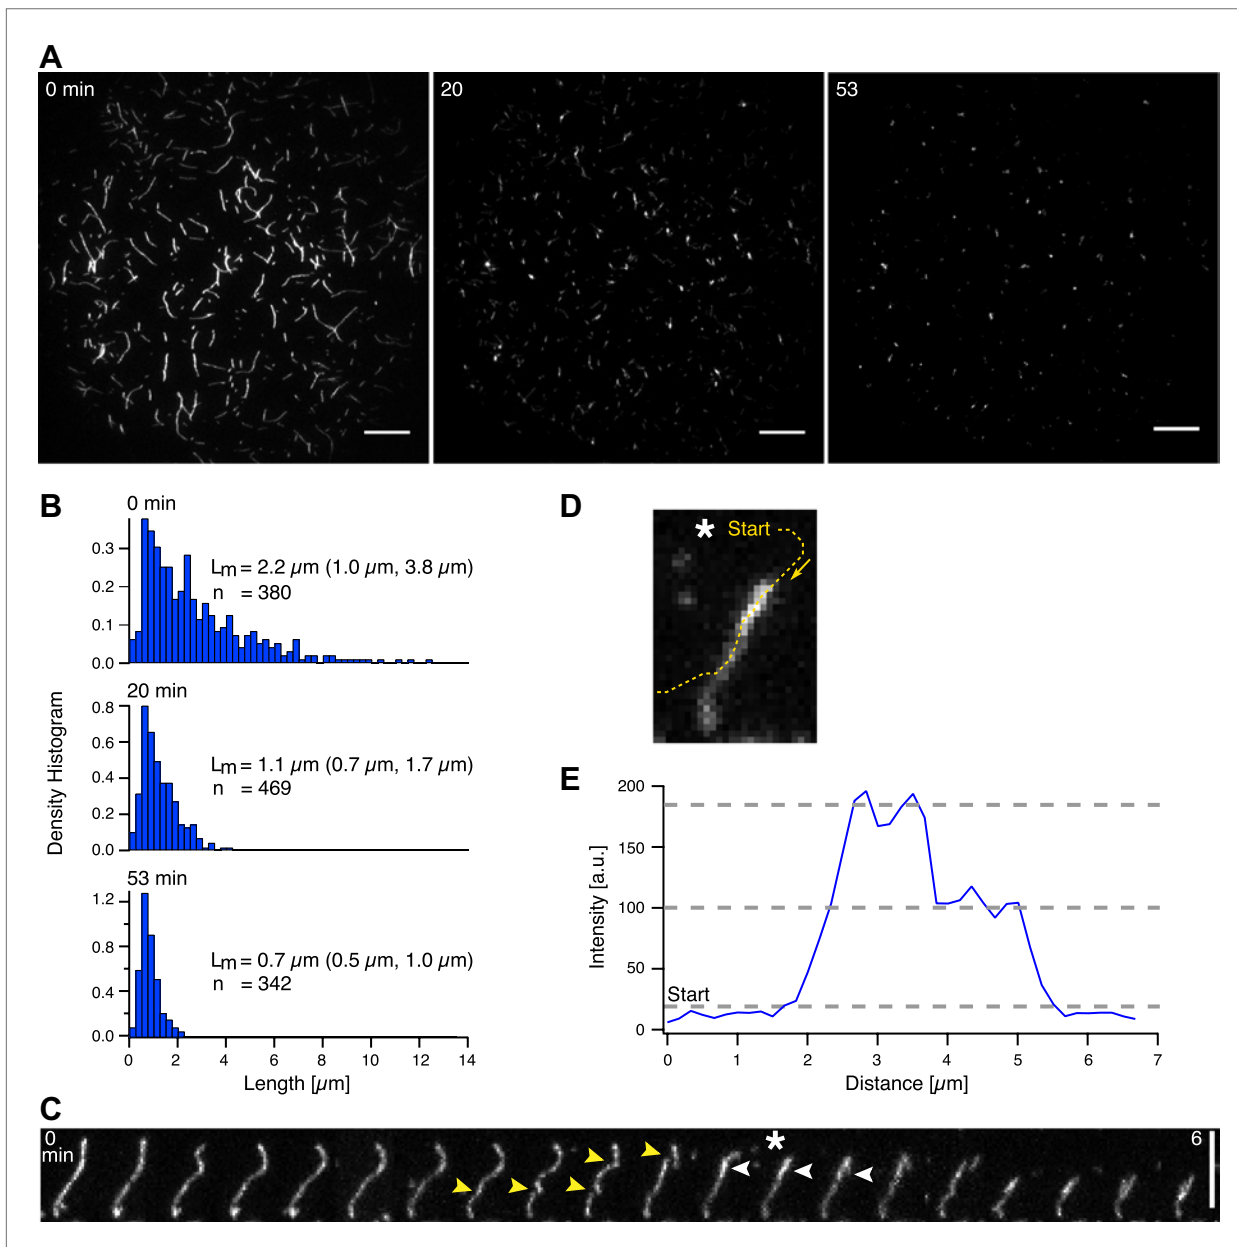 A
0 min
20
53
B
0 min
0.3
0.2
0.1
0.0
Lm = 2.2 µm (1.0 µm, 3.8 µm)
n = 380
20 min
0.8
0.6
0.4
0.2
0.0
Lm = 1.1 µm (0.7 µm, 1.7 µm)
n = 469
53 min
1.2
0.8
0.4
0.0
Lm = 0.7 µm (0.5 µm, 1.0 µm)
n = 342
0 2 4 6 8 10 12 14
Length [µm]
Density Histogram
D
* Start
E
200
150
100
50
0
Intensity [a.u.]
Start
0 1 2 3 4 5 6 7
Distance [µm]
C
0
min
*
6